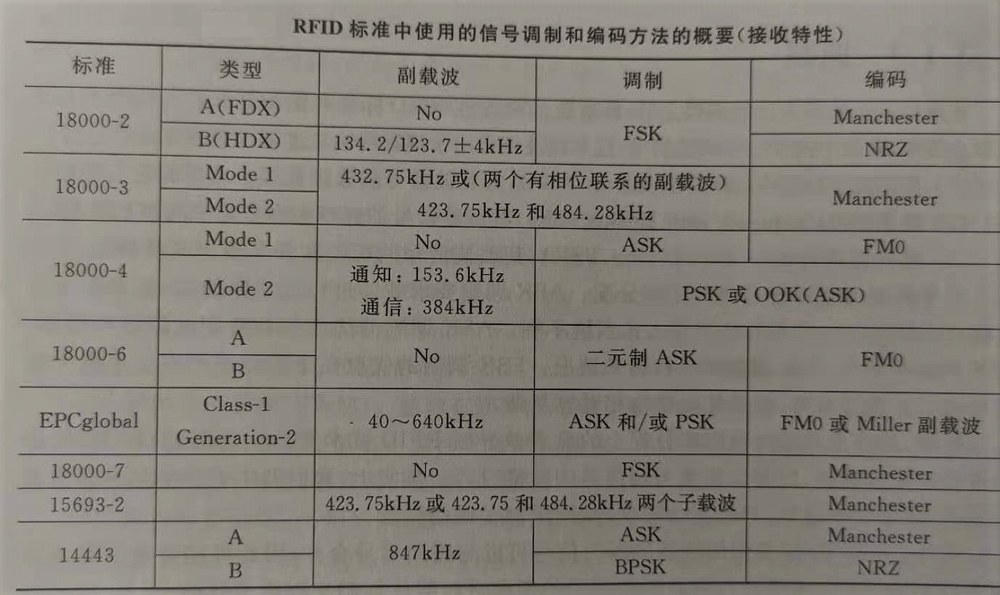 RFID 标准中使用的信号调制和编码方法的概要(接收特性)
标准 类型 副载波 调制 编码
18000-2 A(FDX) No FSK Manchester
B(HDX) 134.2/123.7±4kHz NRZ
18000-3 Mode 1 432.75kHz 或(两个有相位联系的副载波) Manchester
Mode 2 423.75kHz 和 484.28kHz
18000-4 Mode 1 No ASK FM0
Mode 2 通知: 153.6kHz PSK 或 OOK(ASK)
通信: 384kHz
18000-6 A No 二元制 ASK FM0
B
EPCglobal Class-1 40～640kHz ASK 和/或 PSK FM0 或 Miller 副载波
Generation-2
18000-7 No FSK Manchester
15693-2 423.75kHz 或 423.75 和 484.28kHz 两个子载波 Manchester
14443 A 847kHz ASK Manchester
B BPSK NRZ